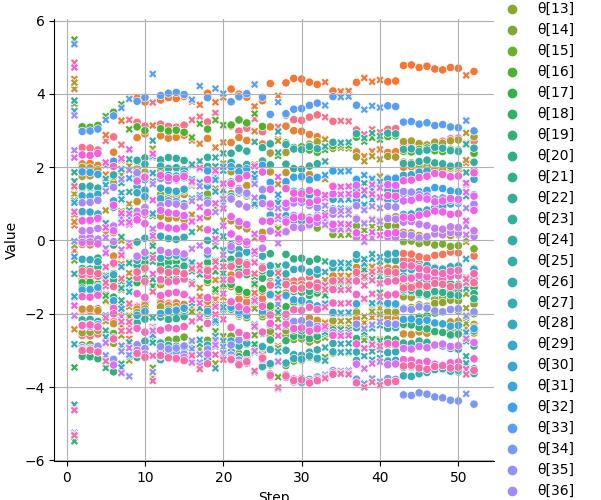 6
4
2
0
−2
−4
−6
0
10
20
30
40
50
Step
Value
θ[13]
θ[14]
θ[15]
θ[16]
θ[17]
θ[18]
θ[19]
θ[20]
θ[21]
θ[22]
θ[23]
θ[24]
θ[25]
θ[26]
θ[27]
θ[28]
θ[29]
θ[30]
θ[31]
θ[32]
θ[33]
θ[34]
θ[35]
θ[36]